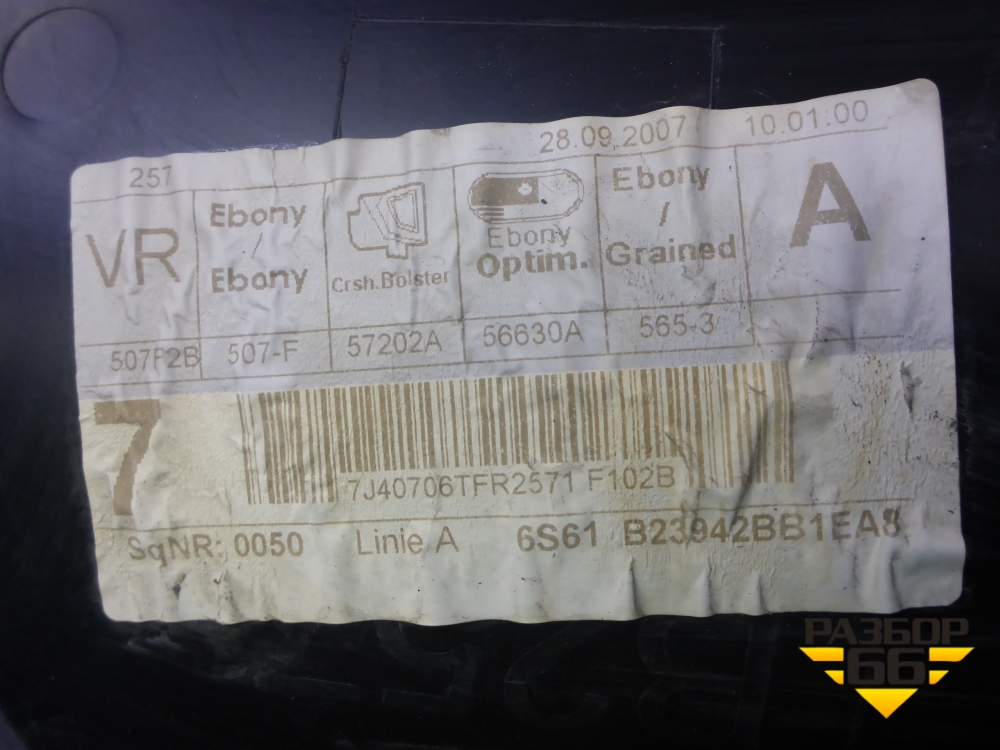 28.09.2007 10:01:00
257
VR
Ebony / Ebony
Crsh.Bolster
Ebony Optim.
Ebony / Grained
A
507F2B 507-F 57202A 56630A 565-3
7
7J40706TFR2571 F102B
SqNR: 0050 Linie A 6S61 B23942BB1EA8
РАЗБОР
66